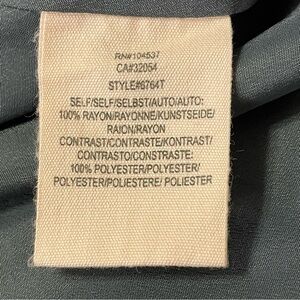 RN#104537
CA#32054
STYLE#6764T
SELF/SELF/SELBST/AUTO/AUTO:
100% RAYON/RAYONNE/KUNSTSEIDE/
RAION/RAYON
CONTRAST/CONTRASTE/KONTRAST/
CONTRASTO/CONSTRASTE:
100% POLYESTER/POLYESTER/
POLYESTER/POLIESTERE/ POLIESTER